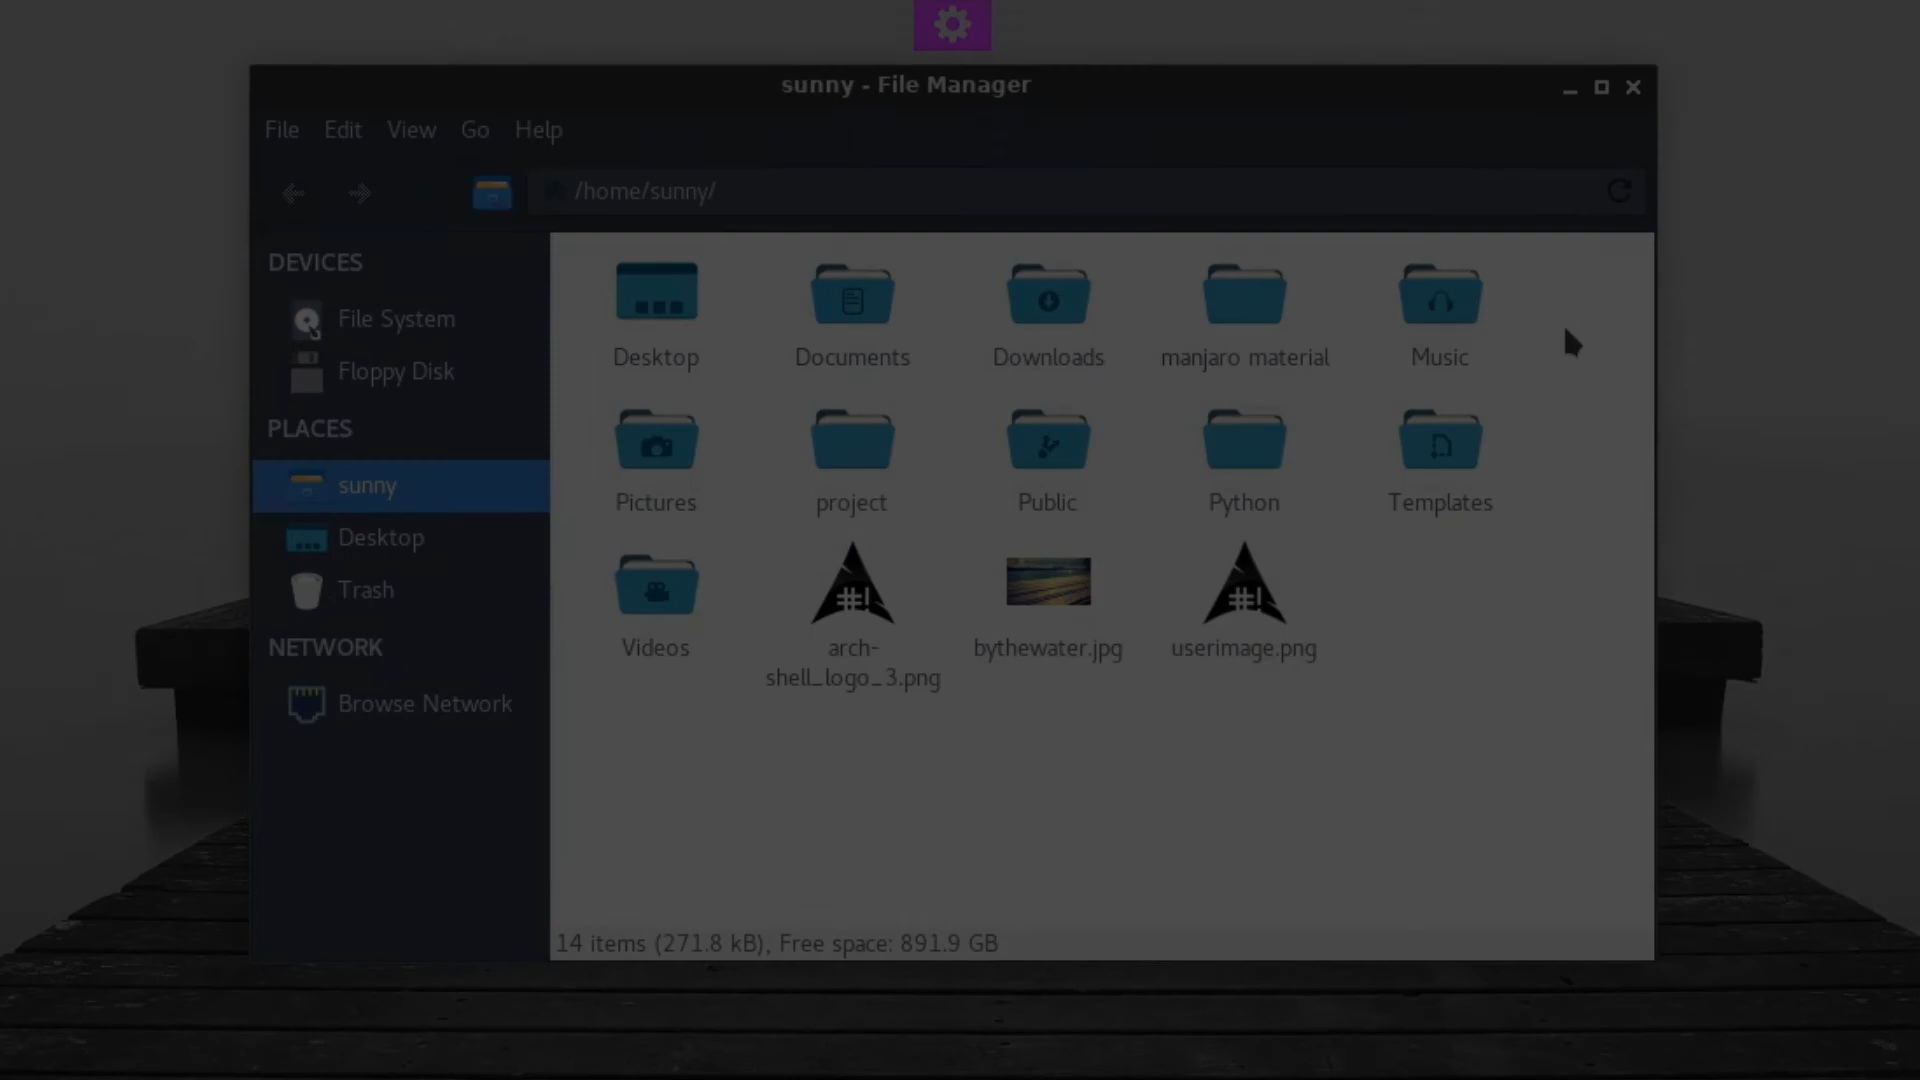 sunny - File Manager
File Edit View Go Help
/home/sunny/
DEVICES
File System
Floppy Disk
PLACES
sunny
Desktop
Trash
NETWORK
Browse Network
Desktop Documents Downloads manjaro material Music
Pictures project Public Python Templates
Videos arch- bythewater.jpg userimage.png
shell_logo_3.png
#! #!
14 items (271.8 kB), Free space: 891.9 GB